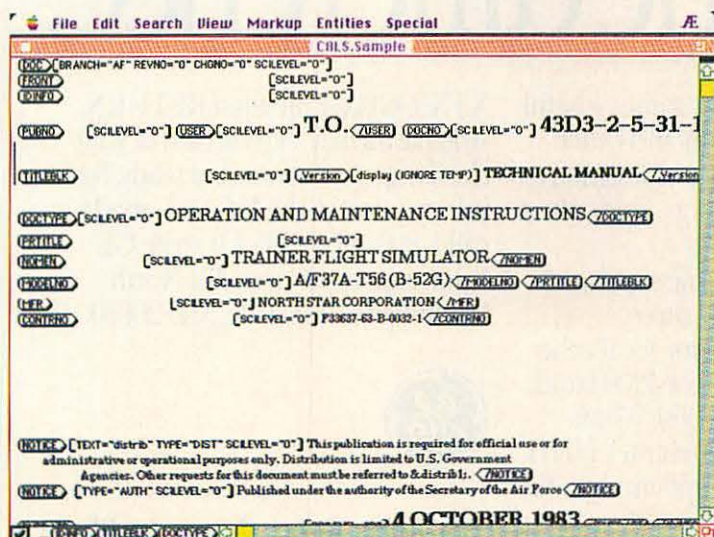 File Edit Search View Markup Entities Special Æ
CALS.Sample
DOC [BRANCH="AF" REVNO="0" CHGNO="0" SCILEVEL="0"]
FRONT [SCILEVEL="0"]
IDINFO [SCILEVEL="0"]
PUBNO [SCILEVEL="0"] USER [SCILEVEL="0"] T.O. /USER DOCNO [SCILEVEL="0"] 43D3-2-5-31-1
TITLEBLK [SCILEVEL="0"] Version [display (IGNORE TEMP)] TECHNICAL MANUAL /Version
DOCTYPE [SCILEVEL="0"] OPERATION AND MAINTENANCE INSTRUCTIONS /DOCTYPE
PRTITLE [SCILEVEL="0"]
NOMEN [SCILEVEL="0"] TRAINER FLIGHT SIMULATOR /NOMEN
MODELNO [SCILEVEL="0"] A/F37A-T56 (B-52G) /MODELNO /PRTITLE /TITLEBLK
MFR [SCILEVEL="0"] NORTH STAR CORPORATION /MFR
CONTRNO [SCILEVEL="0"] F33637-63-B-0032-1 /CONTRNO
NOTICE [TEXT="distrib" TYPE="DIST" SCILEVEL="0"] This publication is required for official use or for
administrative or operational purposes only. Distribution is limited to U.S. Government
Agencies. Other requests for this document must be referred to &distrib1;. /NOTICE
NOTICE [TYPE="AUTH" SCILEVEL="0"] Published under the authority of the Secretary of the Air Force /NOTICE
4 OCTOBER 1983
IDINFO TITLEBLK DOCTYPE